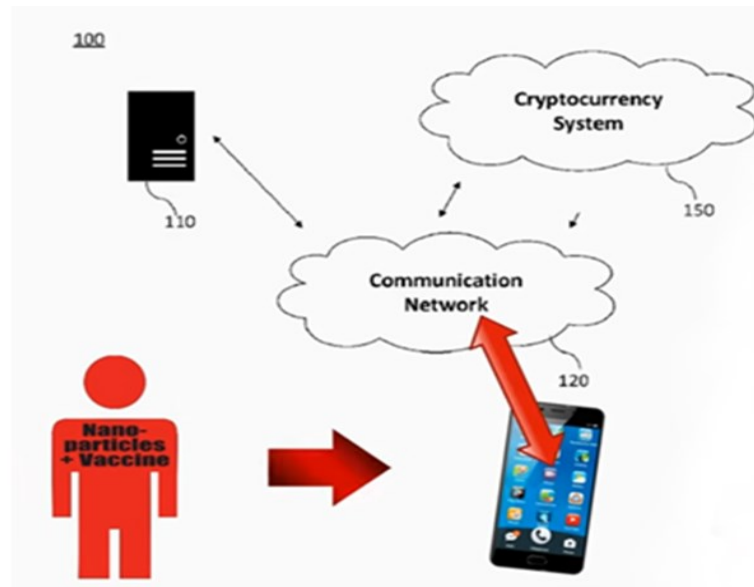 100
Cryptocurrency
System
110
150
Communication
Network
120
Nano-
particles
+ Vaccine